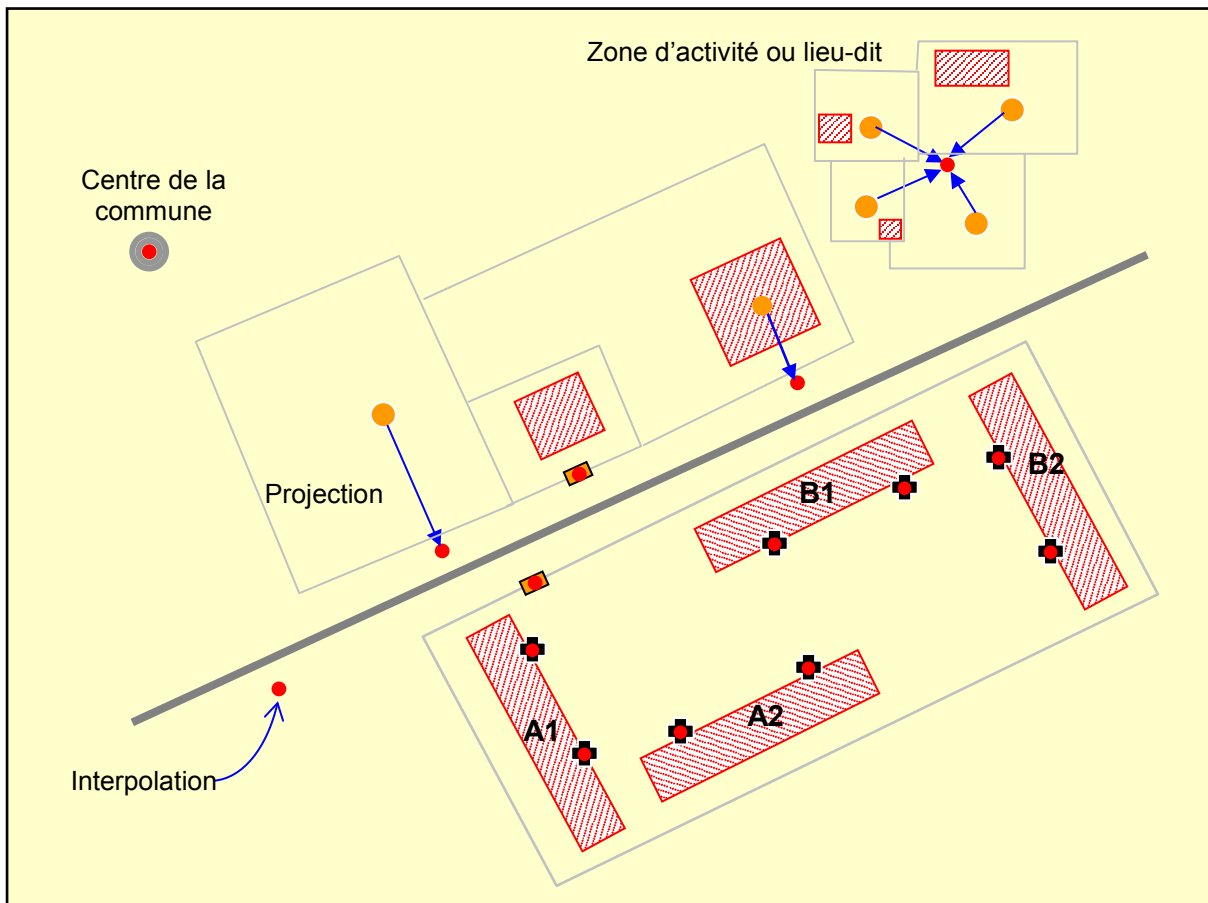 Zone d'activité ou lieu-dit
Centre de la
commune
Projection
B1
B2
A1
A2
Interpolation